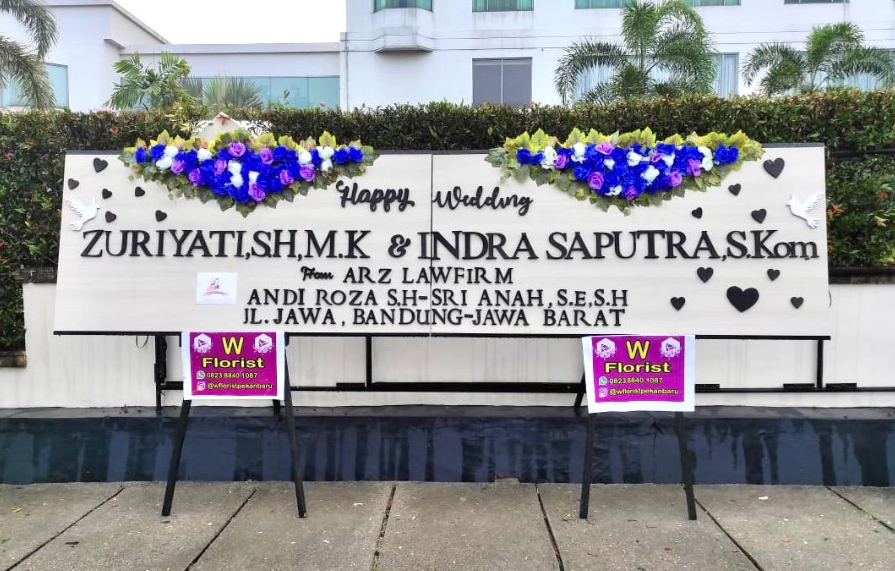 Happy Wedding
ZURIYATI,SH,M.K & INDRA SAPUTRA,S.Kom
From ARZ LAWFIRM
ANDI ROZA S.H-SRI ANAH,S.E,S.H
JL.JAWA, BANDUNG-JAWA BARAT
W
Florist
0823 8840 1087
@wfloristpekanbaru
W
Florist
0823 8840 1087
@wfloristpekanbaru